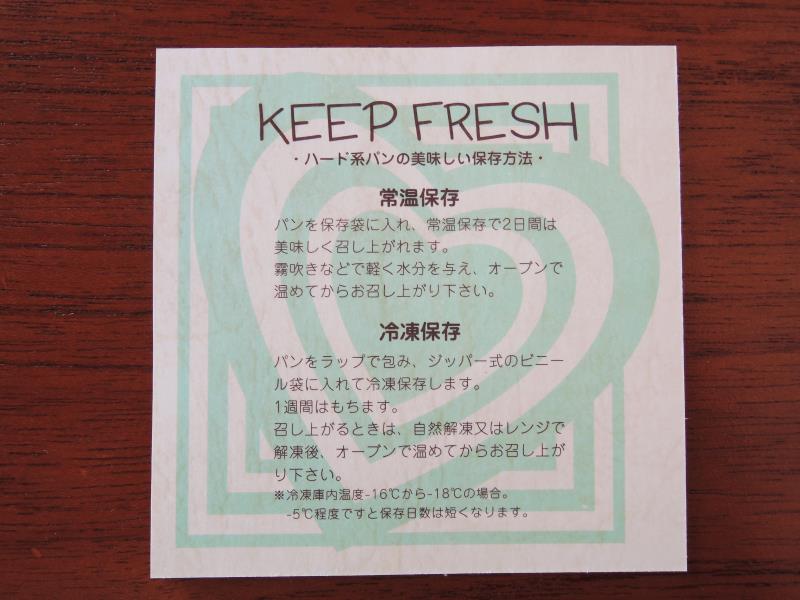 KEEP FRESH
・ハード系パンの美味しい保存方法・
常温保存
パンを保存袋に入れ、常温保存で2日間は
美味しく召し上がれます。
霧吹きなどで軽く水分を与え、オーブンで
温めてからお召し上がり下さい。
冷凍保存
パンをラップで包み、ジッパー式のビニー
ル袋に入れて冷凍保存します。
1週間はもちます。
召し上がるときは、自然解凍又はレンジで
解凍後、オーブンで温めてからお召し上が
り下さい。
※冷凍庫内温度-16℃から-18℃の場合。
-5℃程度ですと保存日数は短くなります。